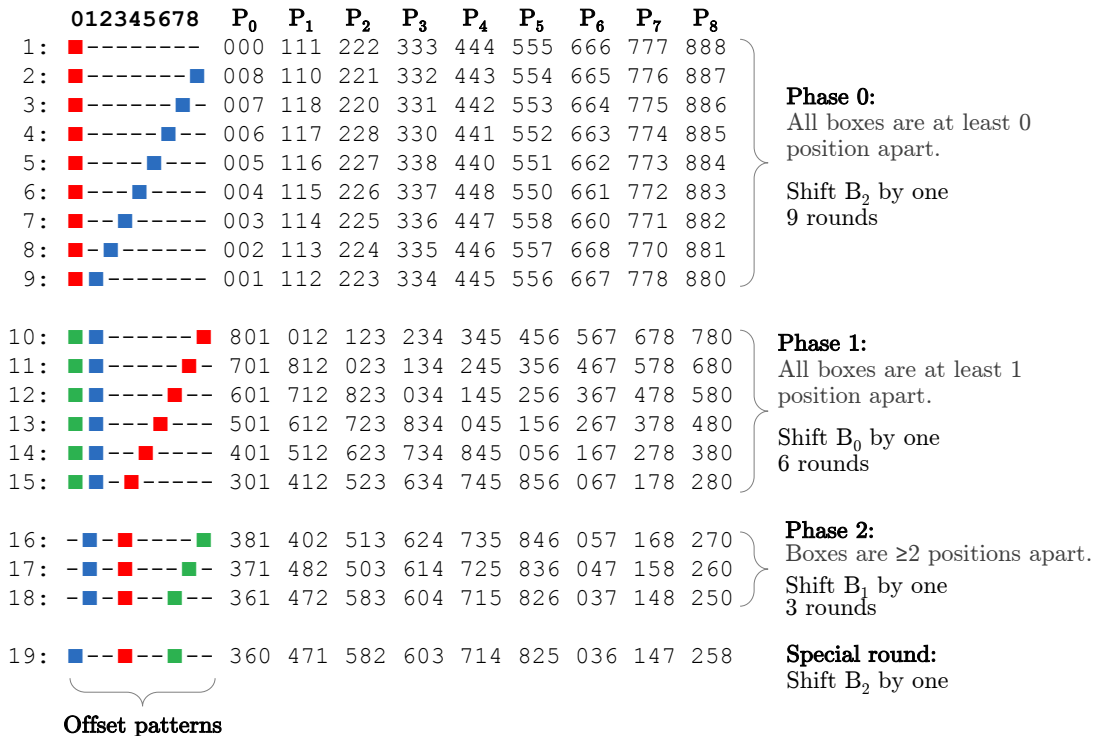 012345678 P0 P1 P2 P3 P4 P5 P6 P7 P8
1: -------- 000 111 222 333 444 555 666 777 888
2: ------- 008 110 221 332 443 554 665 776 887
3: ------- 007 118 220 331 442 553 664 775 886
4: ------- 006 117 228 330 441 552 663 774 885
5: ------- 005 116 227 338 440 551 662 773 884
6: ------- 004 115 226 337 448 550 661 772 883
7: ------- 003 114 225 336 447 558 660 771 882
8: ------- 002 113 224 335 446 557 668 770 881
9: ------- 001 112 223 334 445 556 667 778 880
Phase 0:
All boxes are at least 0
position apart.
Shift B2 by one
9 rounds
10: ------ 801 012 123 234 345 456 567 678 780
11: ------ 701 812 023 134 245 356 467 578 680
12: ------ 601 712 823 034 145 256 367 478 580
13: ------ 501 612 723 834 045 156 267 378 480
14: ------ 401 512 623 734 845 056 167 278 380
15: ------ 301 412 523 634 745 856 067 178 280
Phase 1:
All boxes are at least 1
position apart.
Shift B0 by one
6 rounds
16: ------ 381 402 513 624 735 846 057 168 270
17: ------ 371 482 503 614 725 836 047 158 260
18: ------ 361 472 583 604 715 826 037 148 250
Phase 2:
Boxes are ≥2 positions apart.
Shift B1 by one
3 rounds
19: ------ 360 471 582 603 714 825 036 147 258
Special round:
Shift B2 by one
Offset patterns